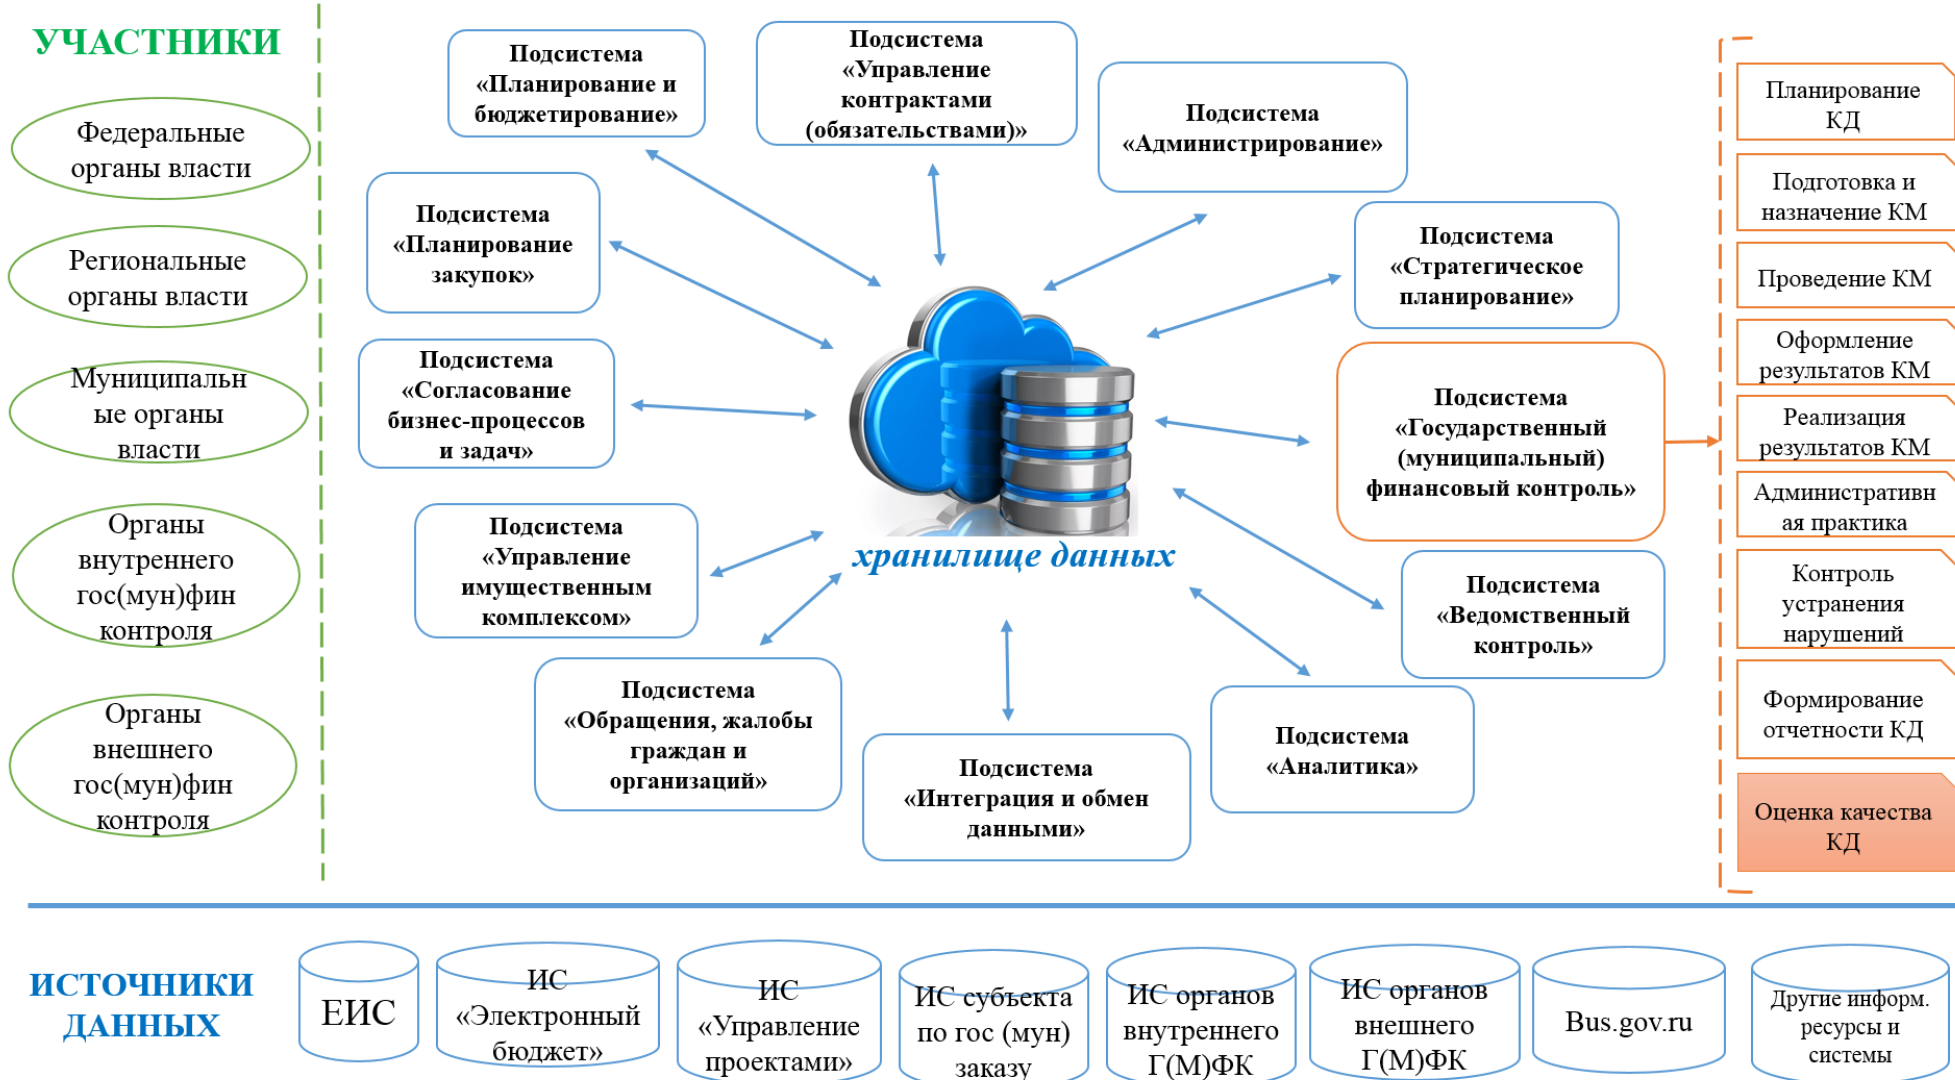 УЧАСТНИКИ
Федеральные
органы власти
Региональные
органы власти
Муниципальн
ые органы
власти
Органы
внутреннего
гос(мун)фин
контроля
Органы
внешнего
гос(мун)фин
контроля
Подсистема
«Планирование и
бюджетирование»
Подсистема
«Управление
контрактами
(обязательствами)»
Подсистема
«Администрирование»
Подсистема
«Планирование
закупок»
Подсистема
«Стратегическое
планирование»
Подсистема
«Согласование
бизнес-процессов
и задач»
Подсистема
«Государственный
(муниципальный)
финансовый контроль»
Подсистема
«Управление
имущественным
комплексом»
хранилище данных
Подсистема
«Ведомственный
контроль»
Подсистема
«Обращения, жалобы
граждан и
организаций»
Подсистема
«Интеграция и обмен
данными»
Подсистема
«Аналитика»
Планирование
КД
Подготовка и
назначение КМ
Проведение КМ
Оформление
результатов КМ
Реализация
результатов КМ
Административн
ая практика
Контроль
устранения
нарушений
Формирование
отчетности КД
Оценка качества
КД
ИСТОЧНИКИ
ДАННЫХ
ЕИС
ИС
«Электронный
бюджет»
ИС
«Управление
проектами»
ИС субъекта
по гос (мун)
заказу
ИС органов
внутреннего
Г(М)ФК
ИС органов
внешнего
Г(М)ФК
Bus.gov.ru
Другие информ.
ресурсы и
системы